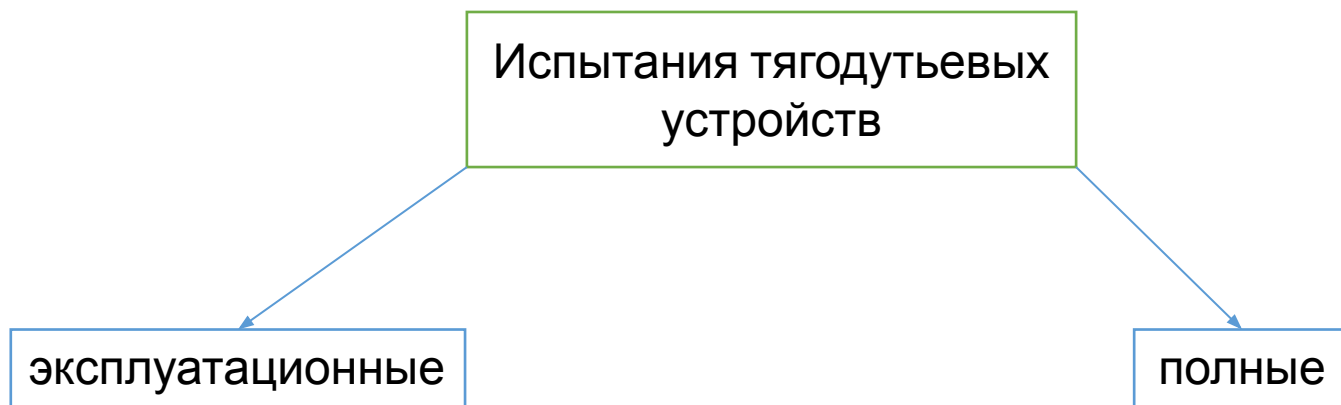 Испытания тягодутьевых
устройств
эксплуатационные
полные